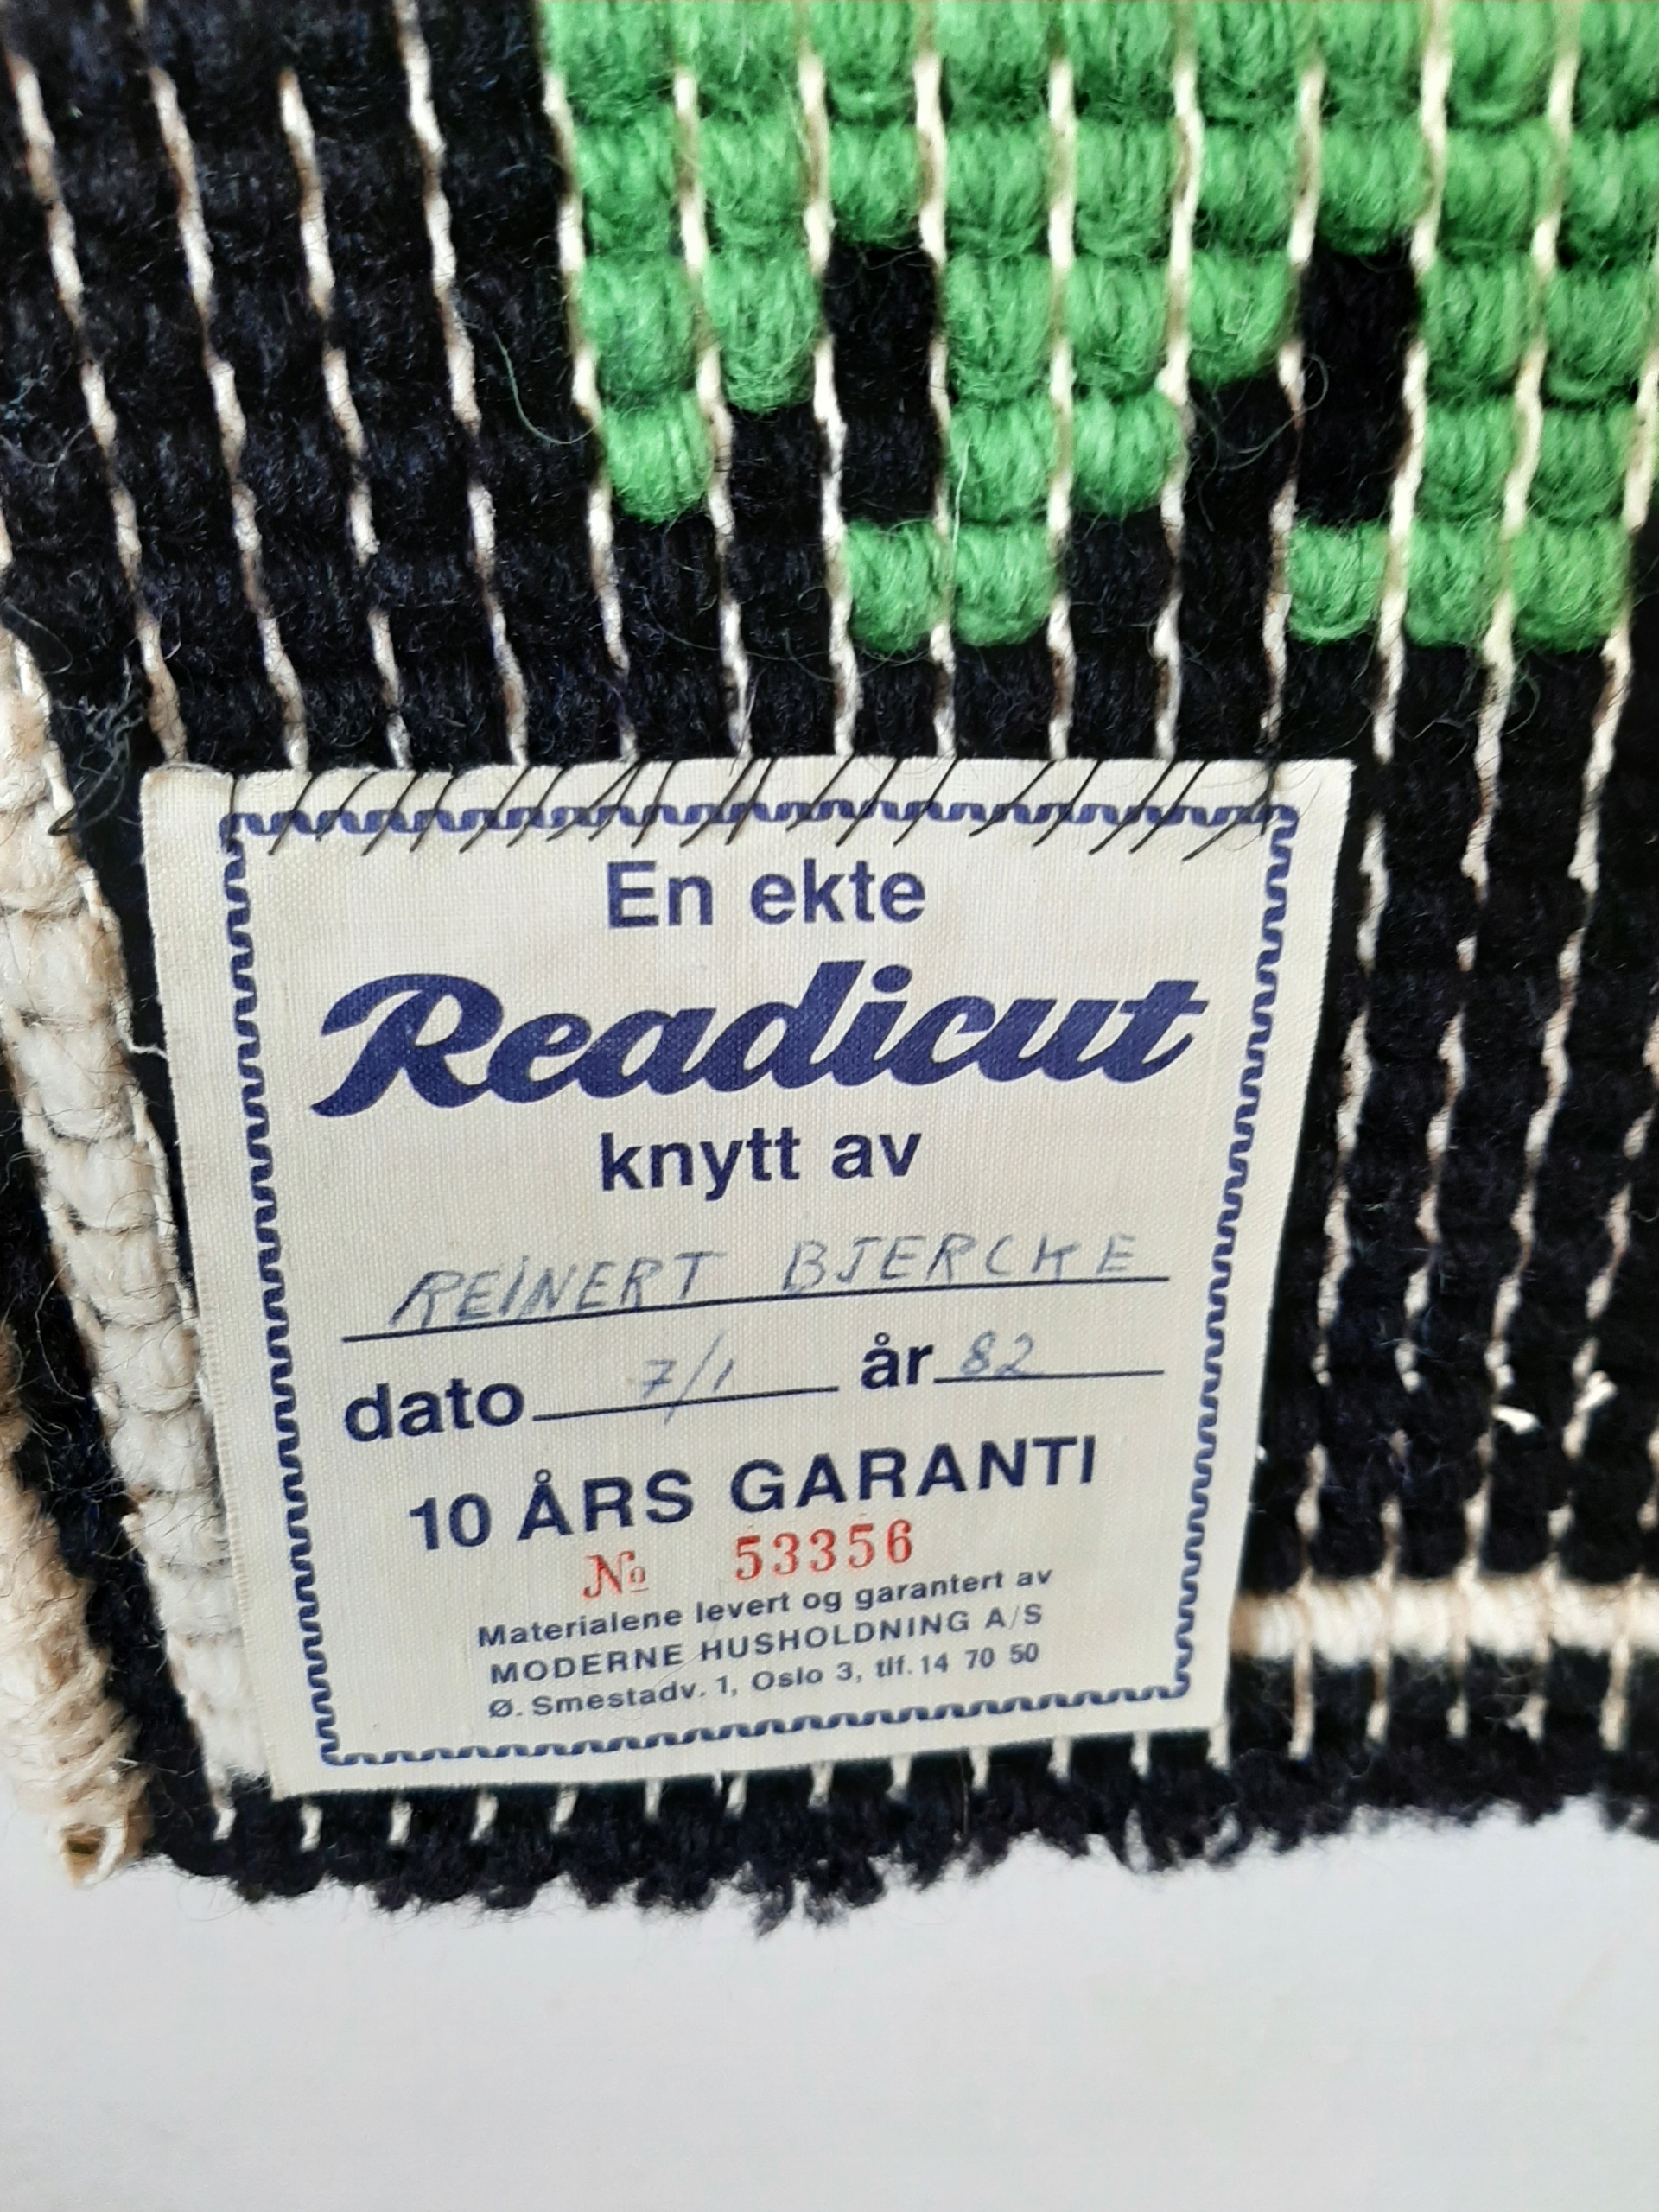 En ekte
Readicut
knytt av
REINERT BJERCKE
dato 7/1 år 82
10 ÅRS GARANTI
№ 53356
Materialene levert og garantert av
MODERNE HUSHOLDNING A/S
Ø. Smestadv. 1, Oslo 3, tlf. 14 70 50